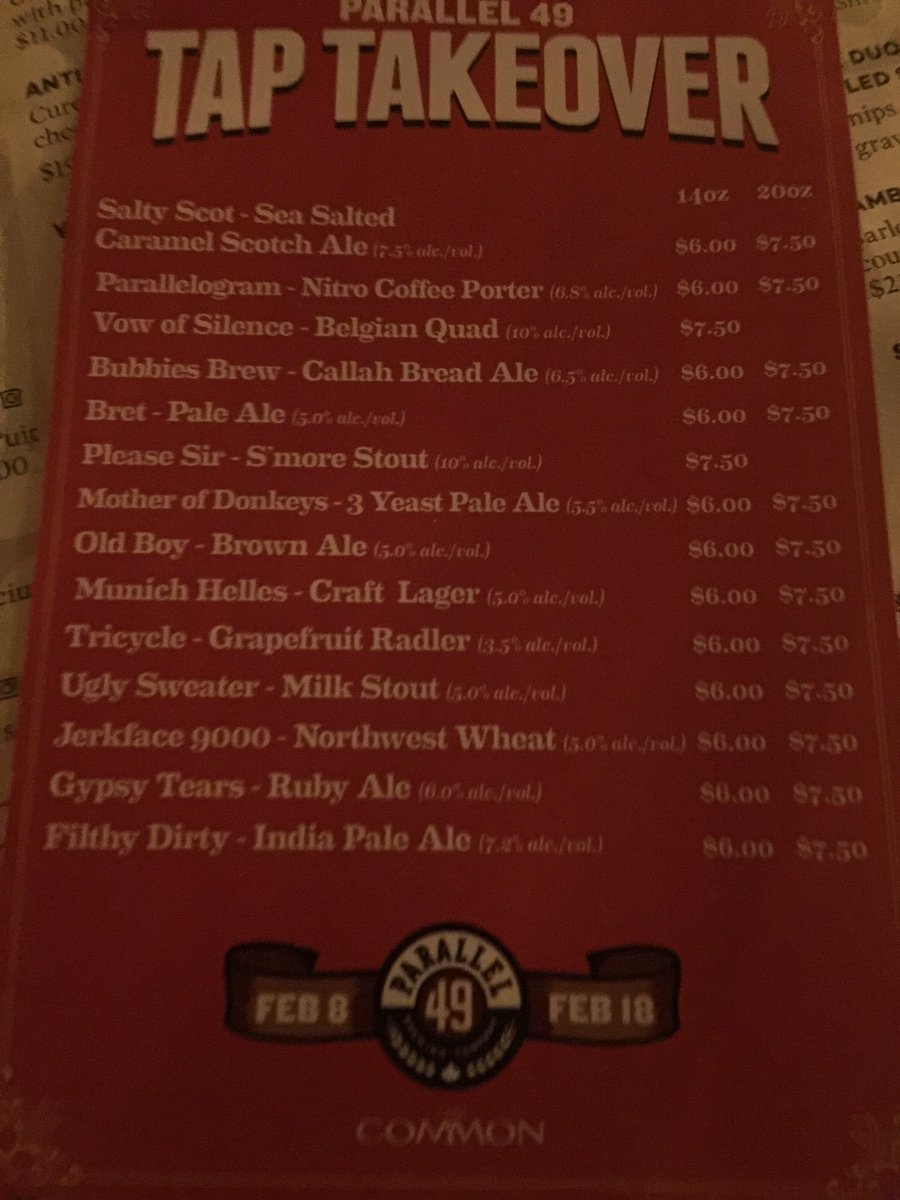 PARALLEL 49
TAP TAKEOVER
14oz 20oz
Salty Scot - Sea Salted
Caramel Scotch Ale (7.5% alc./vol.) $6.00 $7.50
Parallelogram - Nitro Coffee Porter (6.8% alc./vol.) $6.00 $7.50
Vow of Silence - Belgian Quad (10% alc./vol.) $7.50
Bubbies Brew - Callah Bread Ale (6.5% alc./vol.) $6.00 $7.50
Bret - Pale Ale (5.0% alc./vol.) $6.00 $7.50
Please Sir - S'more Stout (10% alc./vol.) $7.50
Mother of Donkeys - 3 Yeast Pale Ale (5.5% alc./vol.) $6.00 $7.50
Old Boy - Brown Ale (5.0% alc./vol.) $6.00 $7.50
Munich Helles - Craft Lager (5.0% alc./vol.) $6.00 $7.50
Tricycle - Grapefruit Radler (3.5% alc./vol.) $6.00 $7.50
Ugly Sweater - Milk Stout (5.0% alc./vol.) $6.00 $7.50
Jerkface 9000 - Northwest Wheat (5.0% alc./vol.) $6.00 $7.50
Gypsy Tears - Ruby Ale (6.0% alc./vol.) $6.00 $7.50
Filthy Dirty - India Pale Ale alc./vol.) $6.00 $7.50
PARALLEL
FEB 8 49 FEB 18
COMMON
$11.00